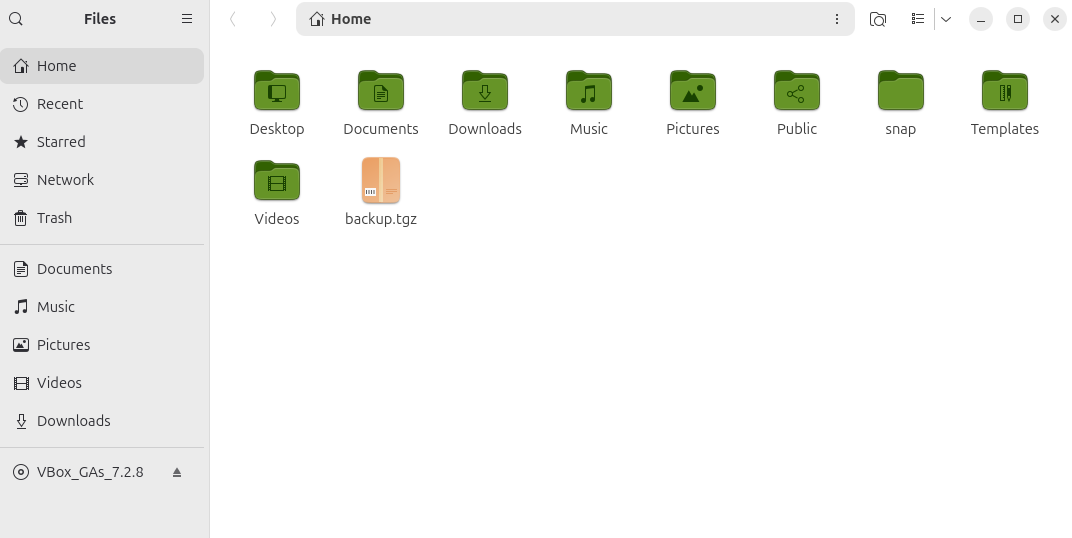 Files
Home
Home
Recent
Starred
Network
Trash
Documents
Music
Pictures
Videos
Downloads
VBox_GAs_7.2.8
Desktop
Documents
Downloads
Music
Pictures
Public
snap
Templates
Videos
backup.tgz